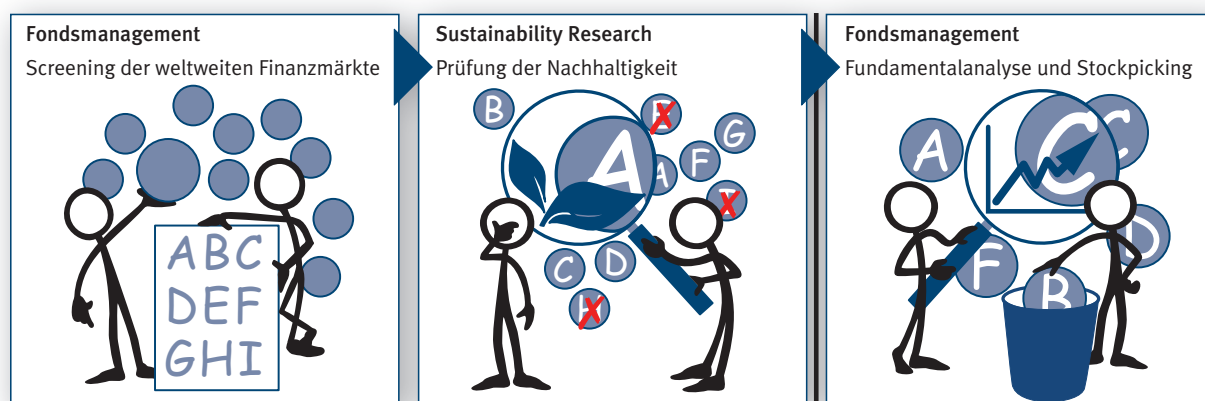 Fondsmanagement
Screening der weltweiten Finanzmärkte
ABC
DEF
GHI
Sustainability Research
Prüfung der Nachhaltigkeit
B
E
G
A
A
F
I
C
D
H
Fondsmanagement
Fundamentalanalyse und Stockpicking
A
C
C
D
F
B